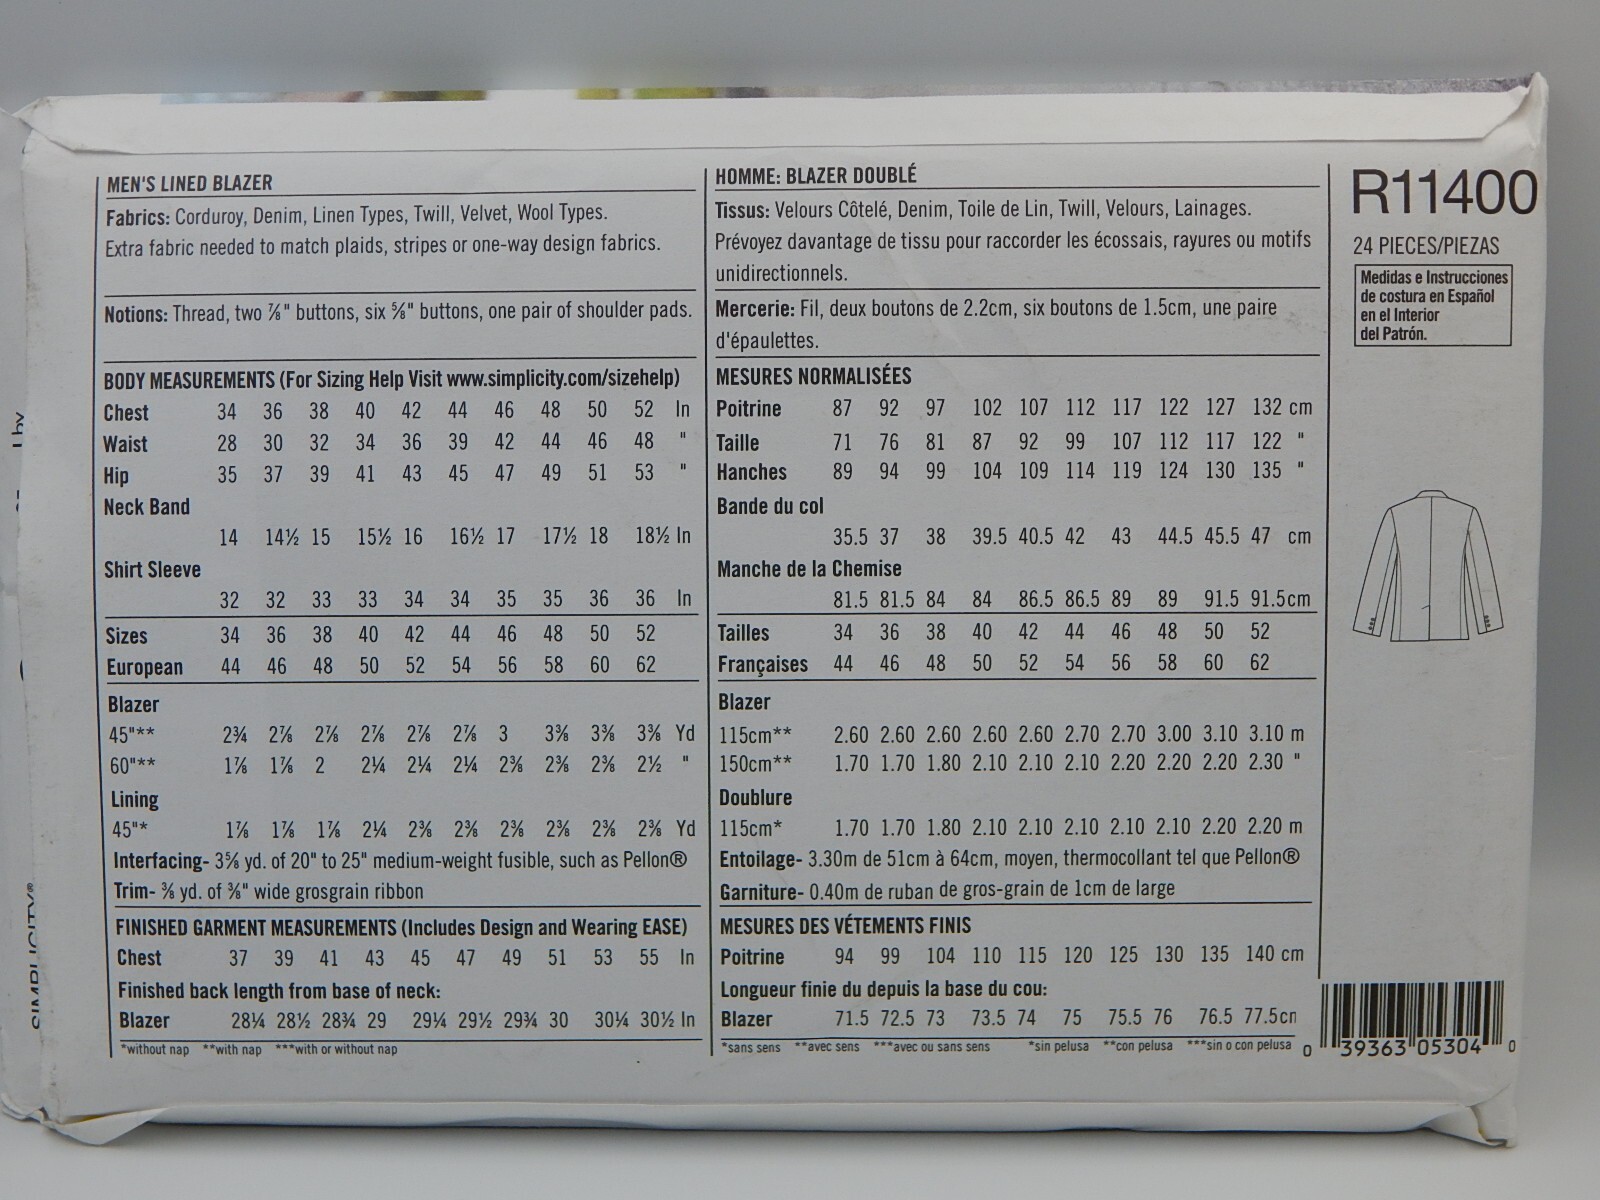 MEN'S LINED BLAZER
Fabrics: Corduroy, Denim, Linen Types, Twill, Velvet, Wool Types.
Extra fabric needed to match plaids, stripes or one-way design fabrics.
Notions: Thread, two ⅞" buttons, six ⅝" buttons, one pair of shoulder pads.
BODY MEASUREMENTS (For Sizing Help Visit www.simplicity.com/sizehelp)
Chest 34 36 38 40 42 44 46 48 50 52 In
Waist 28 30 32 34 36 39 42 44 46 48 "
Hip 35 37 39 41 43 45 47 49 51 53 "
Neck Band
14 14½ 15 15½ 16 16½ 17 17½ 18 18½ In
Shirt Sleeve
32 32 33 33 34 34 35 35 36 36 In
Sizes 34 36 38 40 42 44 46 48 50 52
European 44 46 48 50 52 54 56 58 60 62
Blazer
45"** 2¾ 2⅞ 2⅞ 2⅞ 2⅞ 2⅞ 3 3⅜ 3⅜ 3⅜ Yd
60"** 1⅞ 1⅞ 2 2¼ 2¼ 2¼ 2⅜ 2⅜ 2⅜ 2½ "
Lining
45"* 1⅞ 1⅞ 1⅞ 2¼ 2⅜ 2⅜ 2⅜ 2⅜ 2⅜ 2⅜ Yd
Interfacing- 3⅝ yd. of 20" to 25" medium-weight fusible, such as Pellon®
Trim- ⅜ yd. of ⅜" wide grosgrain ribbon
FINISHED GARMENT MEASUREMENTS (Includes Design and Wearing EASE)
Chest 37 39 41 43 45 47 49 51 53 55 In
Finished back length from base of neck:
Blazer 28¼ 28½ 28¾ 29 29¼ 29½ 29¾ 30 30¼ 30½ In
*without nap **with nap ***with or without nap
HOMME: BLAZER DOUBLÉ
Tissus: Velours Côtelé, Denim, Toile de Lin, Twill, Velours, Lainages.
Prévoyez davantage de tissu pour raccorder les écossais, rayures ou motifs
unidirectionnels.
Mercerie: Fil, deux boutons de 2.2cm, six boutons de 1.5cm, une paire
d'épaulettes.
MESURES NORMALISÉES
Poitrine 87 92 97 102 107 112 117 122 127 132 cm
Taille 71 76 81 87 92 99 107 112 117 122 "
Hanches 89 94 99 104 109 114 119 124 130 135 "
Bande du col
35.5 37 38 39.5 40.5 42 43 44.5 45.5 47 cm
Manche de la Chemise
81.5 81.5 84 84 86.5 86.5 89 89 91.5 91.5cm
Tailles 34 36 38 40 42 44 46 48 50 52
Françaises 44 46 48 50 52 54 56 58 60 62
Blazer
115cm** 2.60 2.60 2.60 2.60 2.60 2.70 2.70 3.00 3.10 3.10 m
150cm** 1.70 1.70 1.80 2.10 2.10 2.10 2.20 2.20 2.20 2.30 "
Doublure
115cm* 1.70 1.70 1.80 2.10 2.10 2.10 2.10 2.10 2.20 2.20 m
Entoilage- 3.30m de 51cm à 64cm, moyen, thermocollant tel que Pellon®
Garniture- 0.40m de ruban de gros-grain de 1cm de large
MESURES DES VÉTEMENTS FINIS
Poitrine 94 99 104 110 115 120 125 130 135 140 cm
Longueur finie du depuis la base du cou:
Blazer 71.5 72.5 73 73.5 74 75 75.5 76 76.5 77.5cm
*sans sens **avec sens ***avec ou sans sens *sin pelusa **con pelusa ***sin o con pelusa
R11400
24 PIECES/PIEZAS
Medidas e Instrucciones
de costura en Español
en el Interior
del Patrón.
0 39363 05304 0